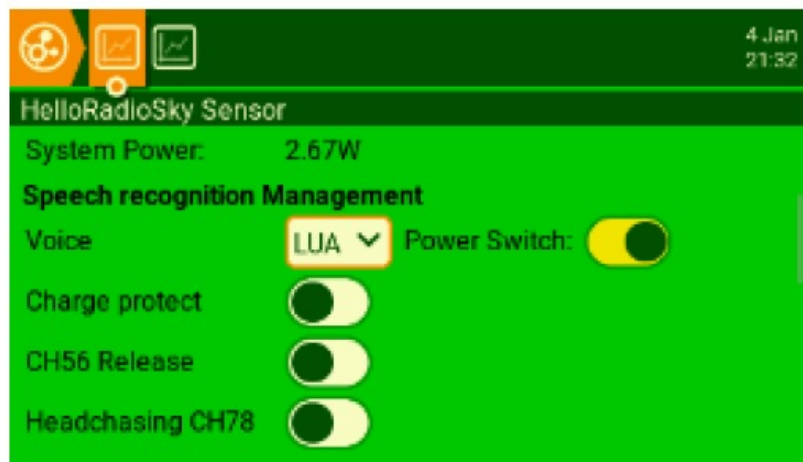 4 Jan
21:32
HelloRadioSky Sensor
System Power: 2.67W
Speech recognition Management
Voice LUA Power Switch:
Charge protect
CH56 Release
Headchasing CH78